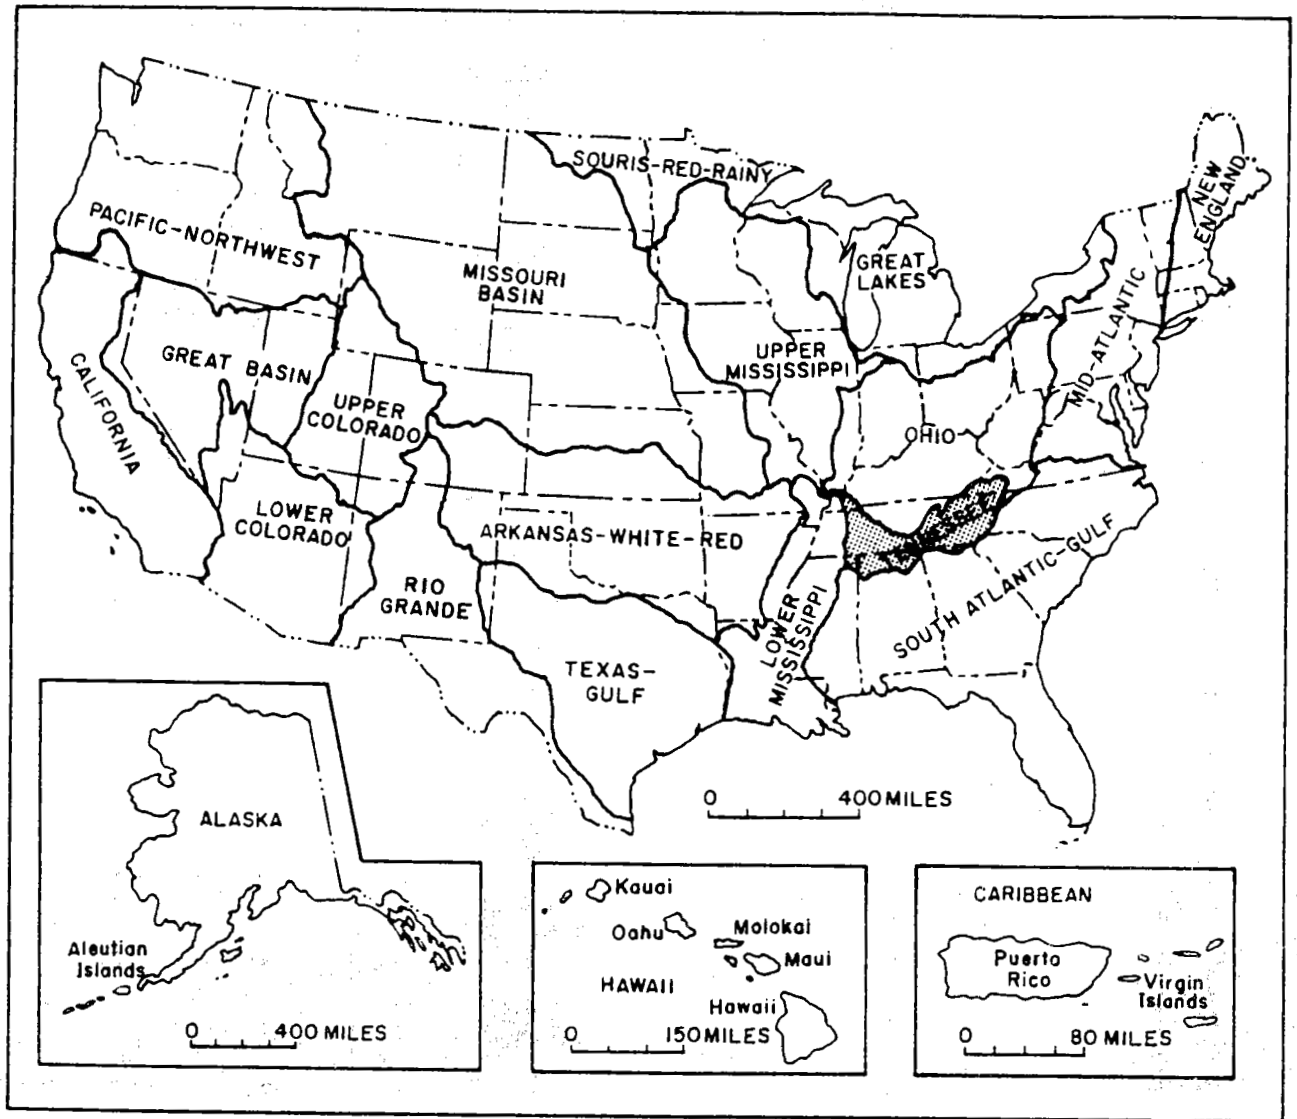 SOURIS-RED-RAINY
NEW
ENGLAND
PACIFIC-NORTHWEST
MISSOURI
BASIN
GREAT
LAKES
MID-ATLANTIC
GREAT BASIN
UPPER
MISSISSIPPI
CALIFORNIA
UPPER
COLORADO
OHIO
LOWER
COLORADO
ARKANSAS-WHITE-RED
SOUTH ATLANTIC-GULF
RIO
GRANDE
LOWER
MISSISSIPPI
TEXAS-
GULF
0 400 MILES
ALASKA
Aleutian
Islands
0 400 MILES
Kauai
Oahu
Molokai
Maui
HAWAII
Hawaii
0 150 MILES
CARIBBEAN
Puerto
Rico
Virgin
Islands
0 80 MILES